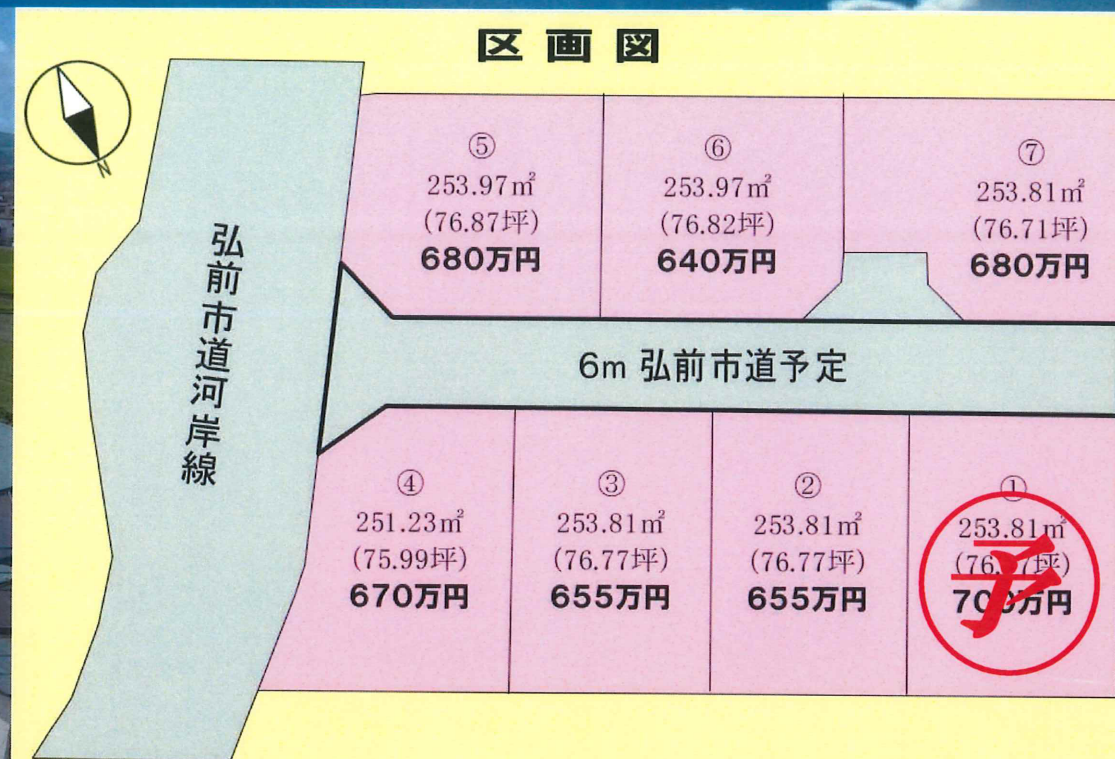 区画図
N
弘前市道河岸線
⑤
253.97㎡
(76.87坪)
680万円
⑥
253.97㎡
(76.82坪)
640万円
⑦
253.81㎡
(76.71坪)
680万円
6m 弘前市道予定
④
251.23㎡
(75.99坪)
670万円
③
253.81㎡
(76.77坪)
655万円
②
253.81㎡
(76.77坪)
655万円
①
253.81㎡
予